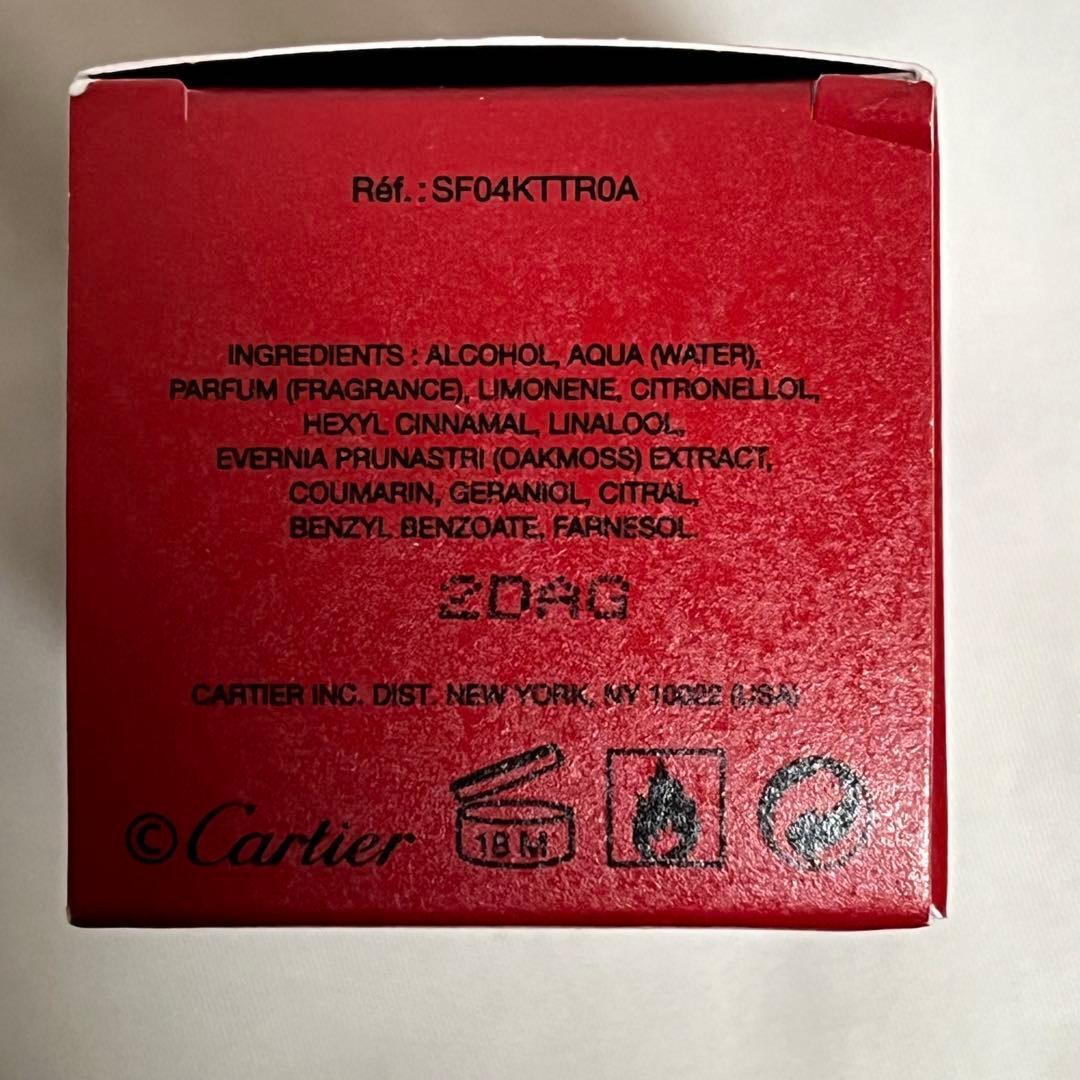 Réf. : SF04KTTR0A
INGREDIENTS : ALCOHOL, AQUA (WATER),
PARFUM (FRAGRANCE), LIMONENE, CITRONELLOL,
HEXYL CINNAMAL, LINALOOL,
EVERNIA PRUNASTRI (OAKMOSS) EXTRACT,
COUMARIN, GERANIOL, CITRAL,
BENZYL BENZOATE, FARNESOL.
2DAG
CARTIER INC. DIST. NEW YORK, NY 10022 (USA)
© Cartier
18 M